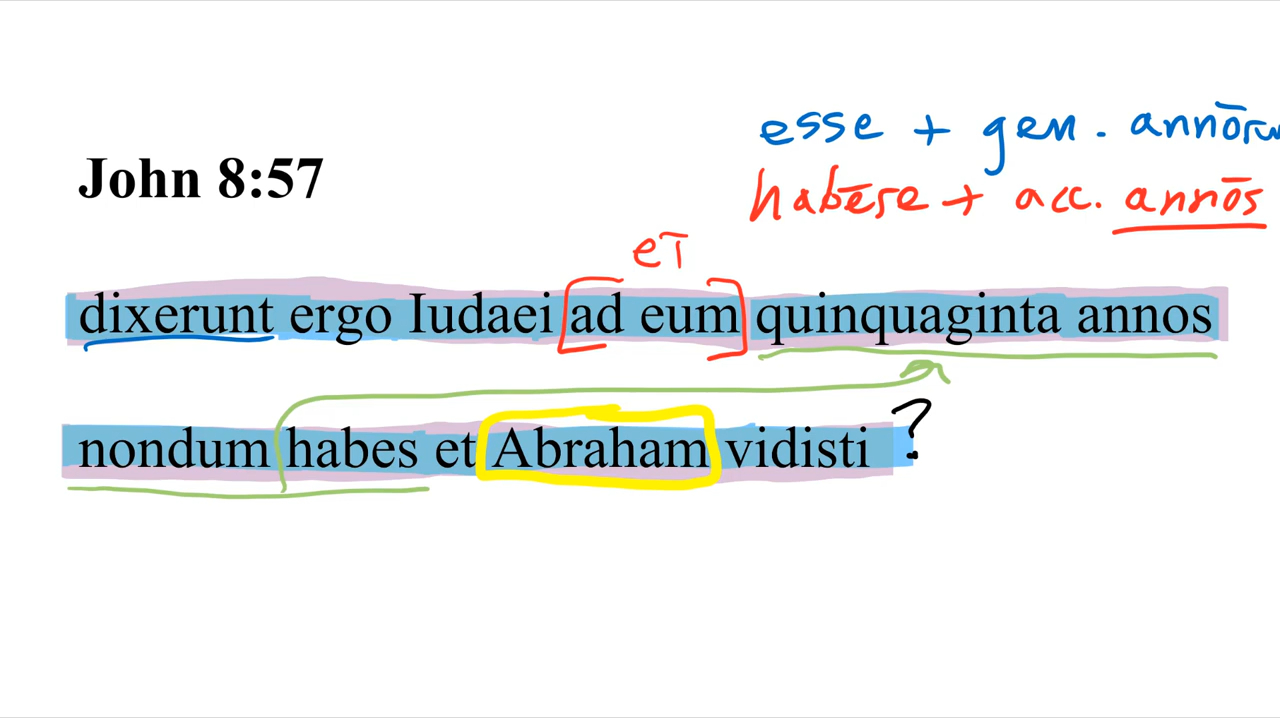 esse + gen. annōru
habēre + acc. annōs
John 8:57
eī
dixerunt ergo Iudaei [ad eum] quinquaginta annos
nondum habes et Abraham vidisti ?